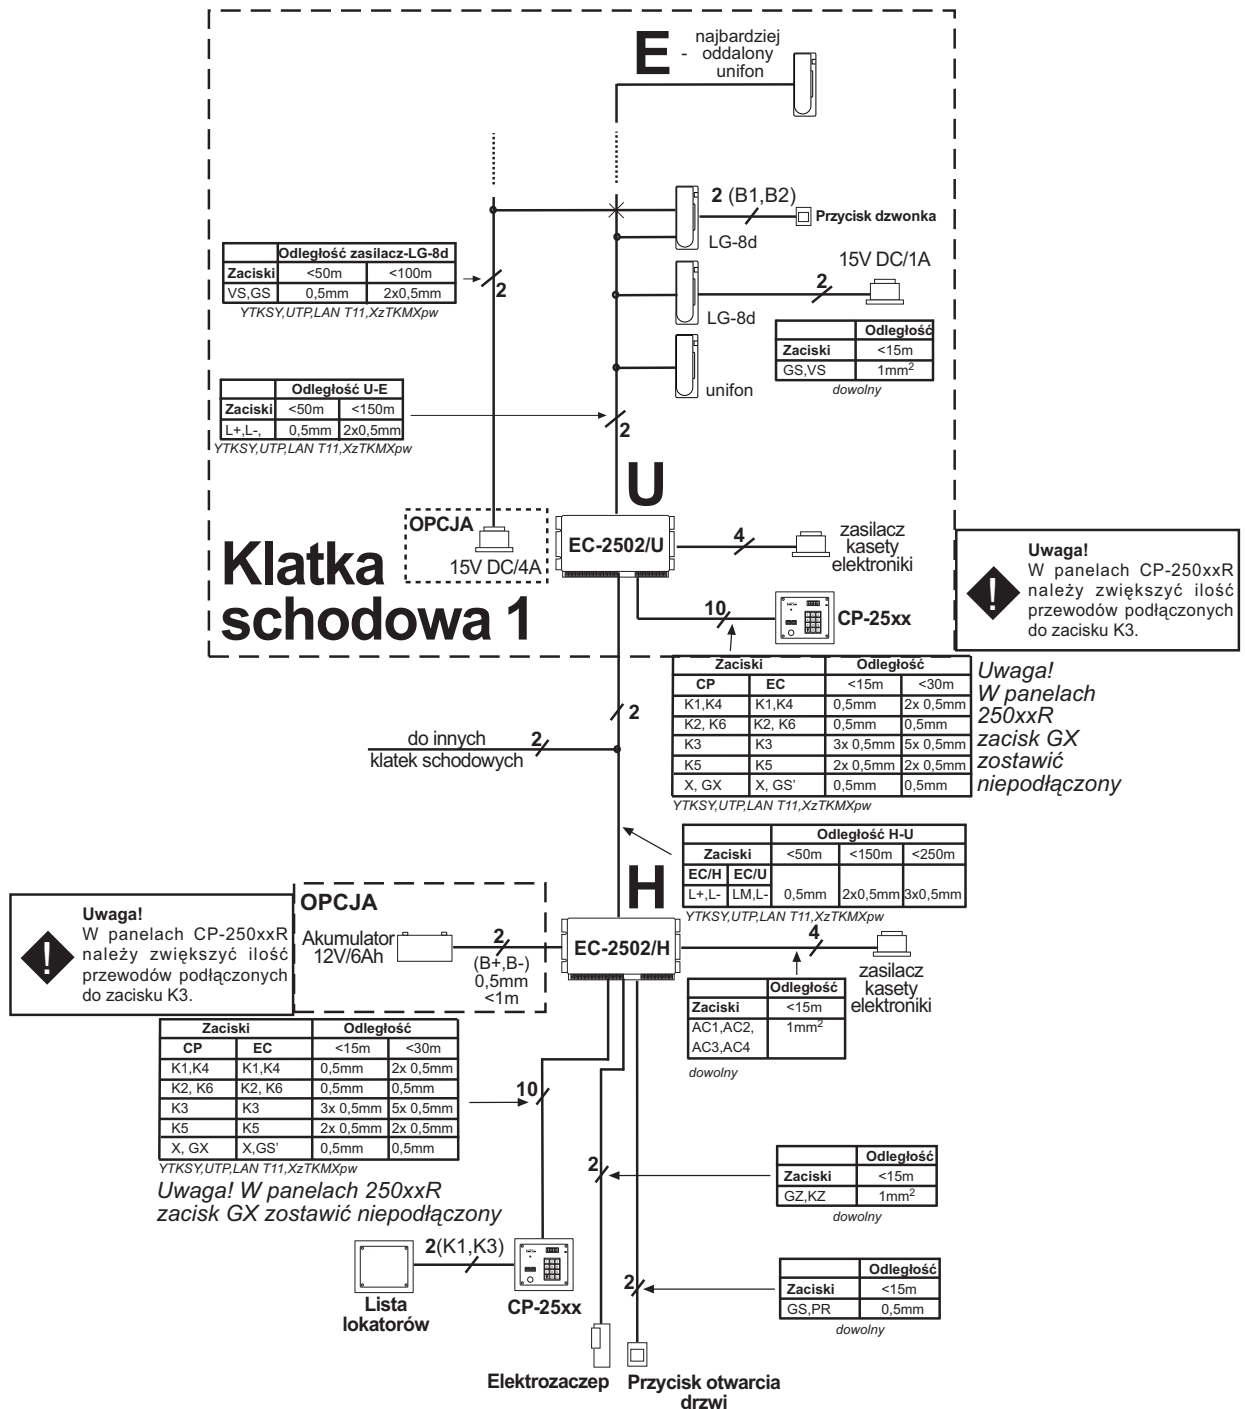 E
- najbardziej
oddalony
unifon
2 (B1,B2)
Przycisk dzwonka
LG-8d
Odległość zasilacz-LG-8d
Zaciski <50m <100m
VS,GS 0,5mm 2x0,5mm
YTKSY,UTP,LAN T11,XzTKMXpw
2
15V DC/1A
2
LG-8d
Odległość
Zaciski <15m
GS,VS 1mm²
dowolny
unifon
Odległość U-E
Zaciski <50m <150m
L+,L-, 0,5mm 2x0,5mm
YTKSY,UTP,LAN T11,XzTKMXpw
2
U
OPCJA
15V DC/4A
EC-2502/U
4
zasilacz
kasety
elektroniki
Klatka
schodowa 1
10
CP-25xx
Uwaga!
W panelach CP-250xxR
należy zwiększyć ilość
przewodów podłączonych
do zacisku K3.
Zaciski Odległość
CP EC <15m <30m
K1,K4 K1,K4 0,5mm 2x 0,5mm
K2, K6 K2, K6 0,5mm 0,5mm
K3 K3 3x 0,5mm 5x 0,5mm
K5 K5 2x 0,5mm 2x 0,5mm
X, GX X, GS' 0,5mm 0,5mm
YTKSY,UTP,LAN T11,XzTKMXpw
Uwaga!
W panelach
250xxR
zacisk GX
zostawić
niepodłączony
2
do innych
klatek schodowych
2
Odległość H-U
Zaciski <50m <150m <250m
EC/H EC/U
L+,L- LM,L- 0,5mm 2x0,5mm 3x0,5mm
YTKSY,UTP,LAN T11,XzTKMXpw
H
Uwaga!
W panelach CP-250xxR
należy zwiększyć ilość
przewodów podłączonych
do zacisku K3.
OPCJA
Akumulator
12V/6Ah
2
(B+,B-)
0,5mm
<1m
EC-2502/H
4
zasilacz
kasety
elektroniki
Odległość
Zaciski <15m
AC1,AC2, 1mm²
AC3,AC4
dowolny
Zaciski Odległość
CP EC <15m <30m
K1,K4 K1,K4 0,5mm 2x 0,5mm
K2, K6 K2, K6 0,5mm 0,5mm
K3 K3 3x 0,5mm 5x 0,5mm
K5 K5 2x 0,5mm 2x 0,5mm
X, GX X,GS' 0,5mm 0,5mm
YTKSY,UTP,LAN T11,XzTKMXpw
Uwaga! W panelach 250xxR
zacisk GX zostawić niepodłączony
10
2
Odległość
Zaciski <15m
GZ,KZ 1mm²
dowolny
2(K1,K3)
Lista
lokatorów
CP-25xx
2
Odległość
Zaciski <15m
GS,PR 0,5mm
dowolny
Elektrozaczep
Przycisk otwarcia
drzwi